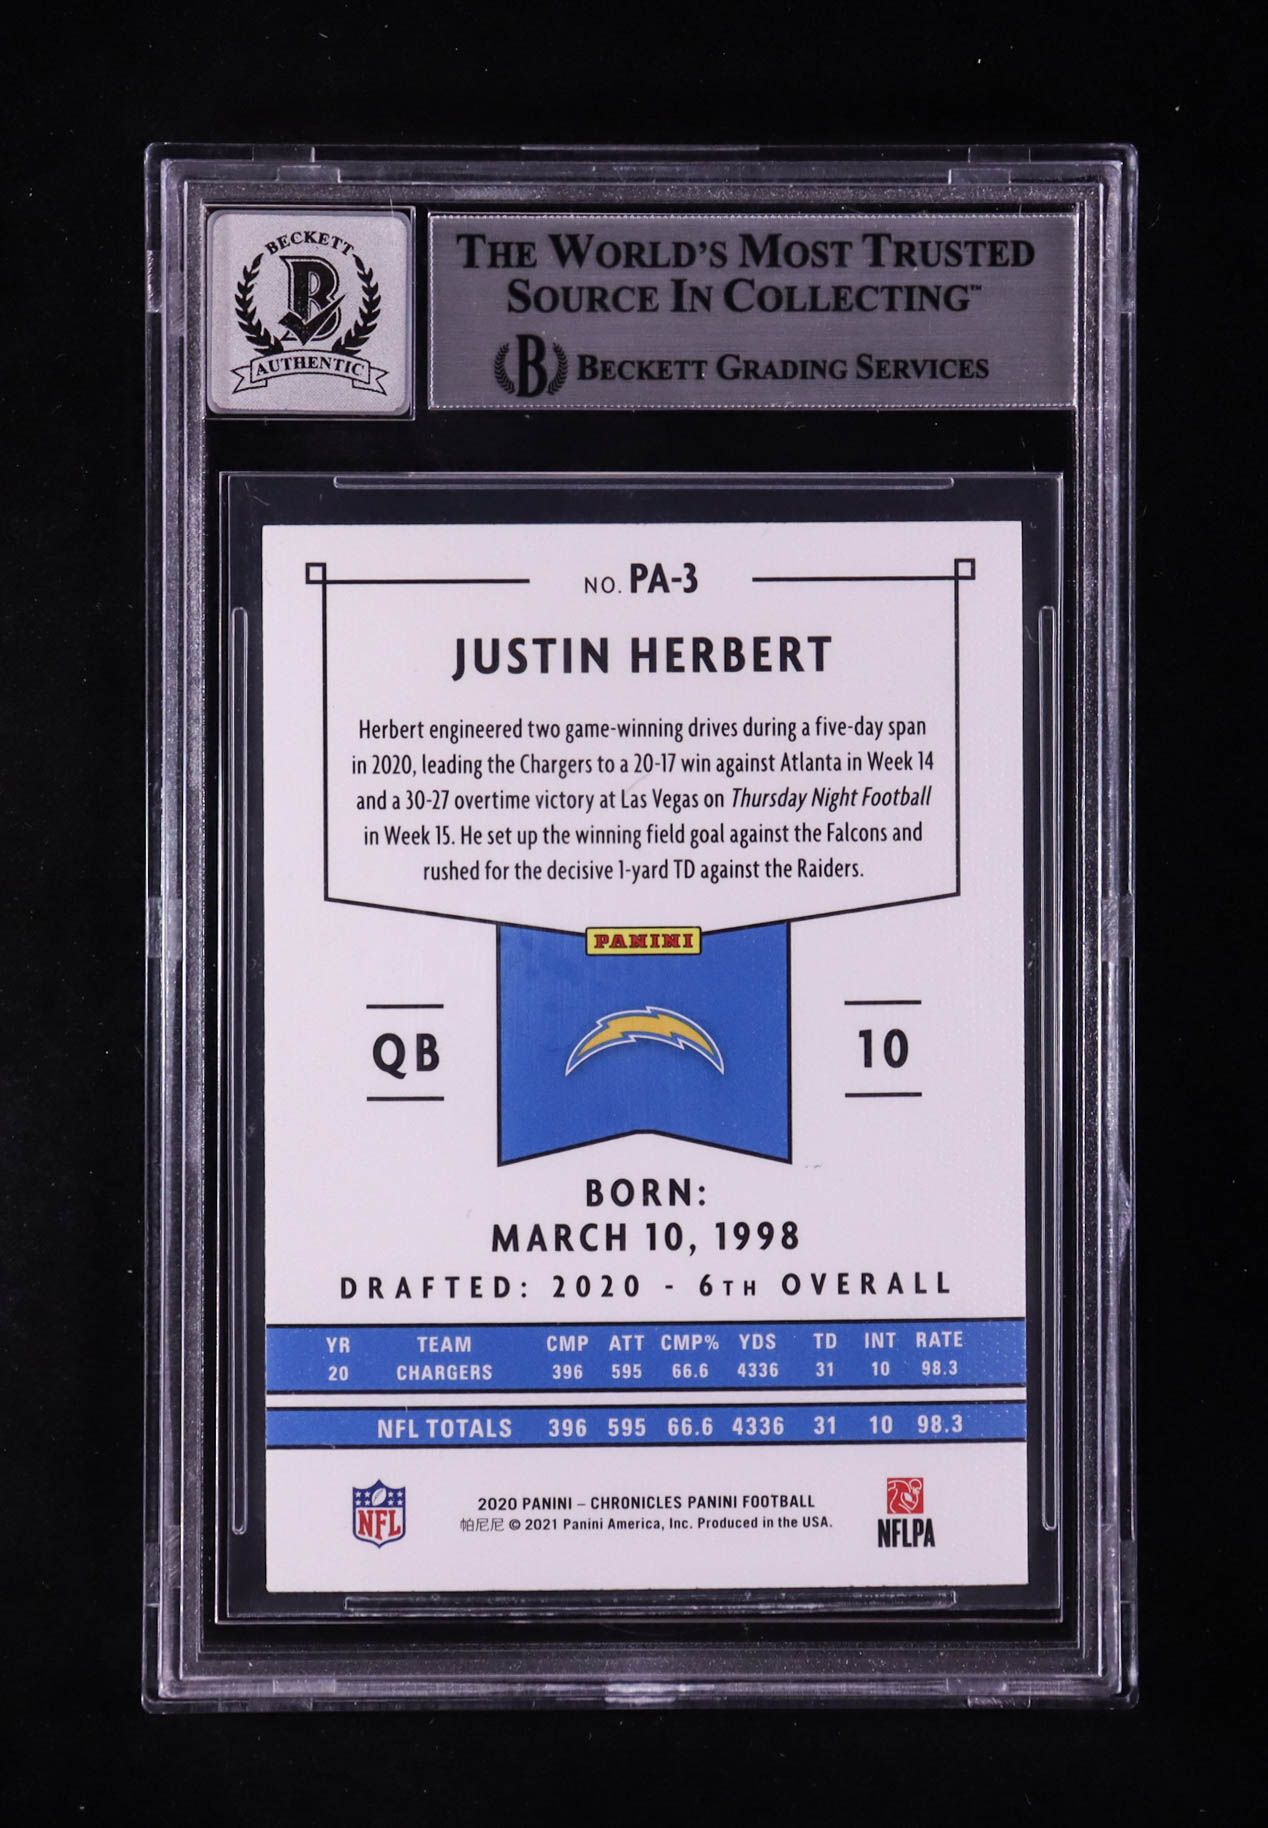 BECKETT
B
AUTHENTIC
THE WORLD'S MOST TRUSTED
SOURCE IN COLLECTING™
B BECKETT GRADING SERVICES
NO. PA-3
JUSTIN HERBERT
Herbert engineered two game-winning drives during a five-day span
in 2020, leading the Chargers to a 20-17 win against Atlanta in Week 14
and a 30-27 overtime victory at Las Vegas on Thursday Night Football
in Week 15. He set up the winning field goal against the Falcons and
rushed for the decisive 1-yard TD against the Raiders.
PANINI
QB
10
BORN:
MARCH 10, 1998
DRAFTED: 2020 - 6TH OVERALL
YR TEAM CMP ATT CMP% YDS TD INT RATE
20 CHARGERS 396 595 66.6 4336 31 10 98.3
NFL TOTALS 396 595 66.6 4336 31 10 98.3
NFL
2020 PANINI – CHRONICLES PANINI FOOTBALL
帕尼尼 © 2021 Panini America, Inc. Produced in the USA.
NFLPA